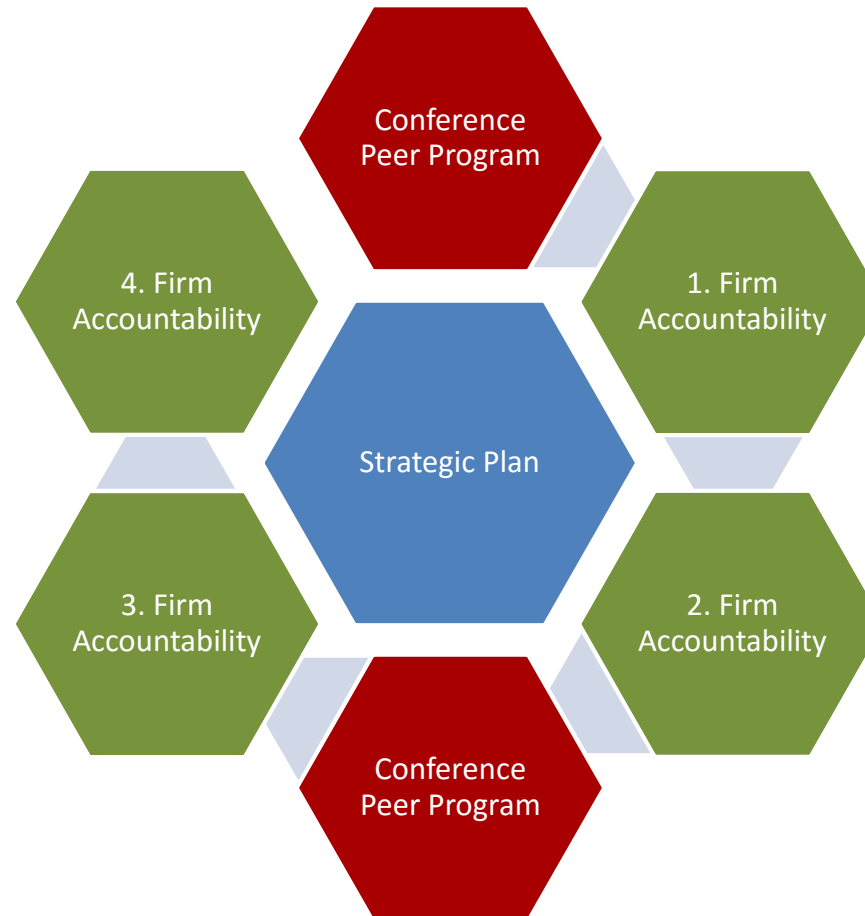 Conference
Peer Program
1. Firm
Accountability
2. Firm
Accountability
Conference
Peer Program
3. Firm
Accountability
4. Firm
Accountability
Strategic Plan